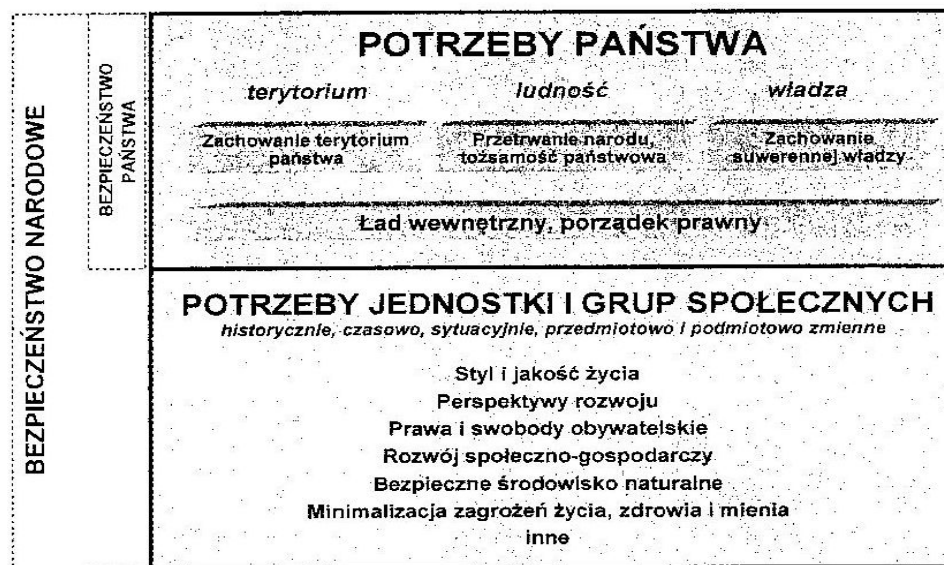 BEZPIECZEŃSTWO NARODOWE
BEZPIECZEŃSTWO
PAŃSTWA
POTRZEBY PAŃSTWA
terytorium ludność władza
Zachowanie terytorium
państwa
Przetrwanie narodu,
tożsamość państwowa
Zachowanie
suwerennej władzy
Ład wewnętrzny, porządek prawny
POTRZEBY JEDNOSTKI I GRUP SPOŁECZNYCH
historycznie, czasowo, sytuacyjnie, przedmiotowo i podmiotowo zmienne
Styl i jakość życia
Perspektywy rozwoju
Prawa i swobody obywatelskie
Rozwój społeczno-gospodarczy
Bezpieczne środowisko naturalne
Minimalizacja zagrożeń życia, zdrowia i mienia
inne